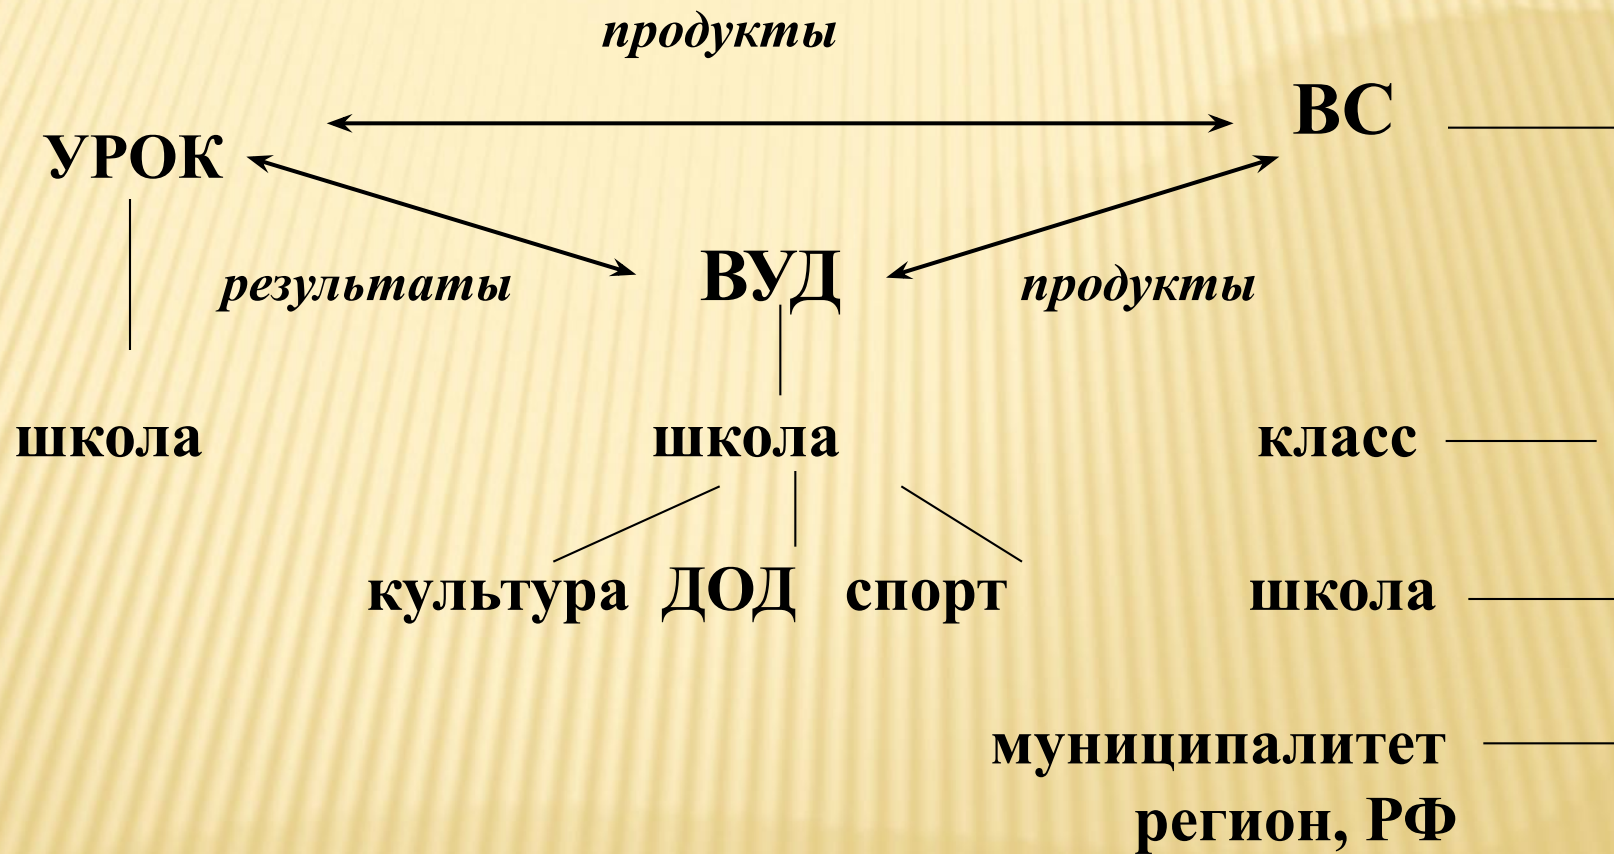 продукты
ВС
УРОК
ВУД
результаты
продукты
школа
школа
класс
культура ДОД спорт
школа
муниципалитет
регион, РФ